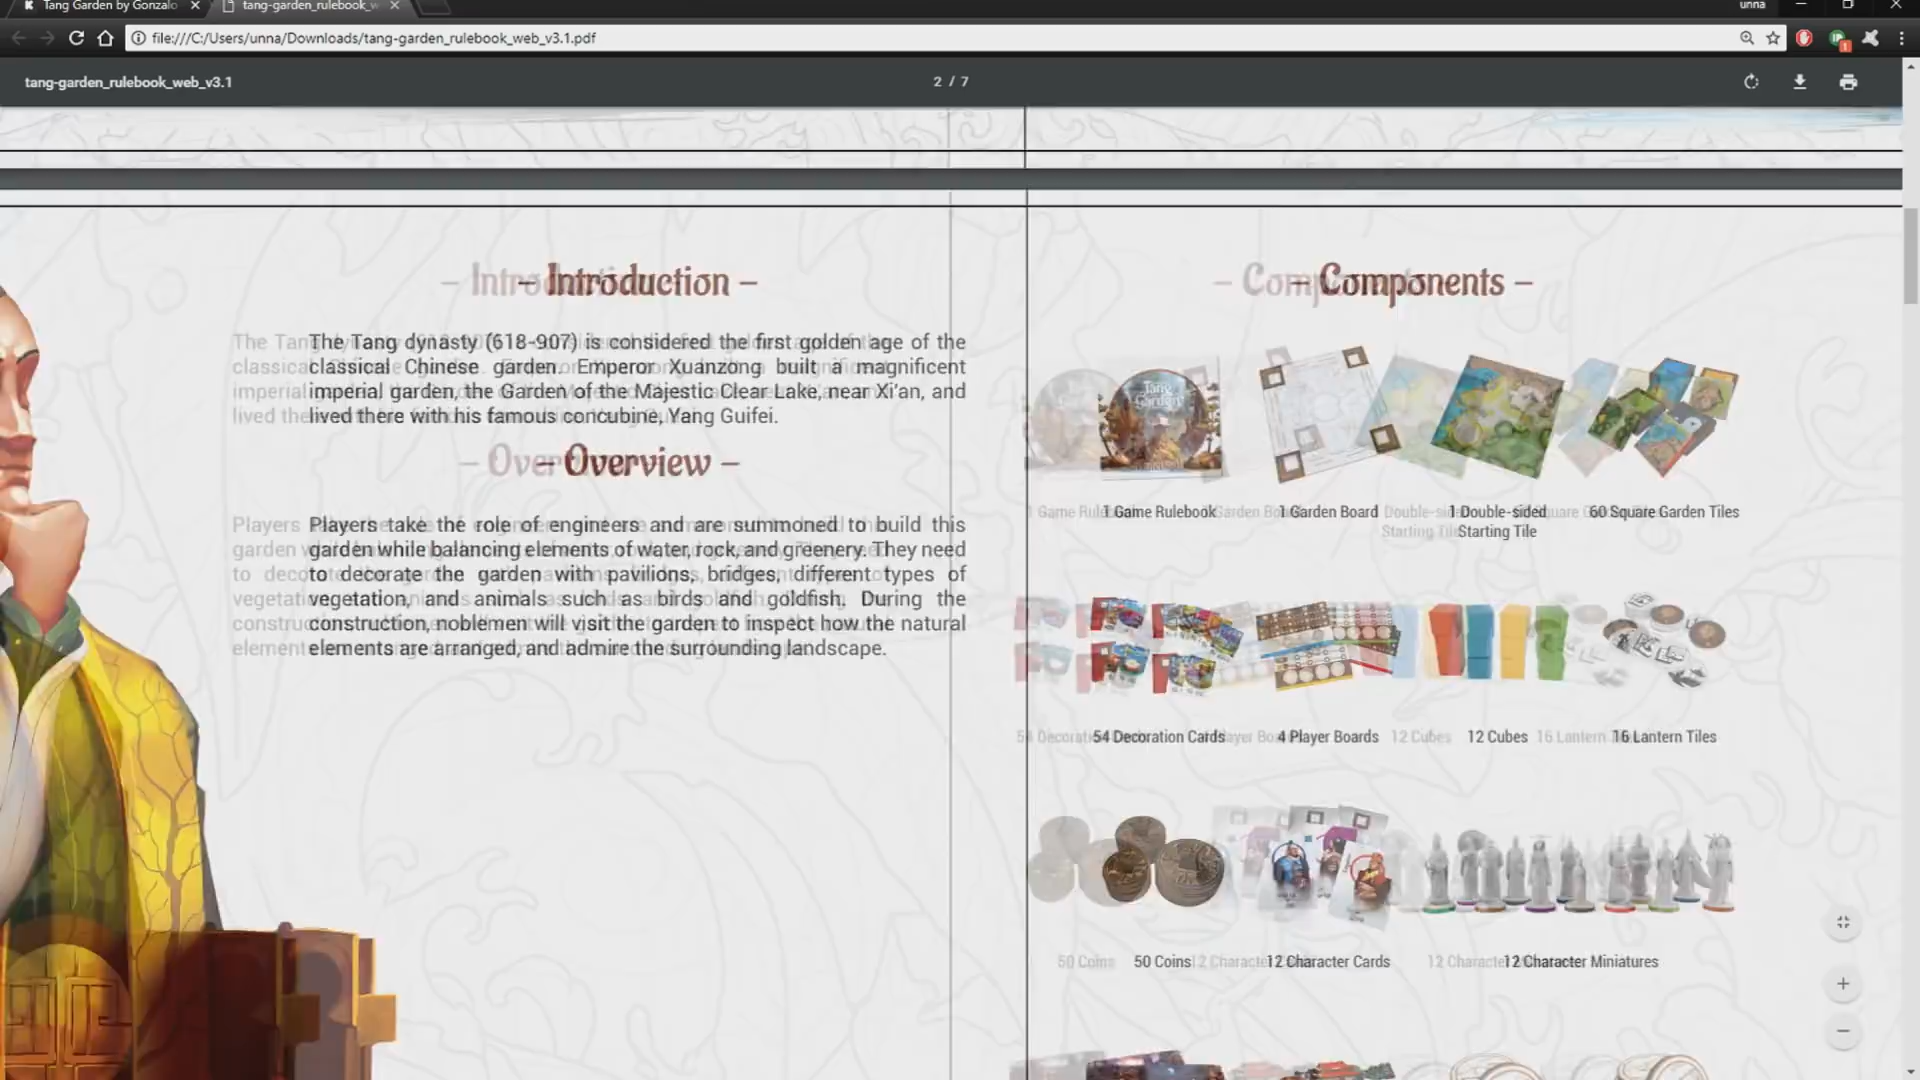 Tang Garden by Gonzalo
tang-garden_rulebook_w
unna
file:///C:/Users/unna/Downloads/tang-garden_rulebook_web_v3.1.pdf
1
tang-garden_rulebook_web_v3.1
2 / 7
– Introduction –
The Tang dynasty (618-907) is considered the first golden age of the
classical Chinese garden. Emperor Xuanzong built a magnificent
imperial garden, the Garden of the Majestic Clear Lake, near Xi'an, and
lived there with his famous concubine, Yang Guifei.
– Overview –
Players take the role of engineers and are summoned to build this
garden while balancing elements of water, rock, and greenery. They need
to decorate the garden with pavilions, bridges, different types of
vegetation, and animals such as birds and goldfish. During the
construction, noblemen will visit the garden to inspect how the natural
elements are arranged, and admire the surrounding landscape.
– Components –
Tang
Garden
1 Game Rulebook
1 Garden Board
1 Double-sided
Starting Tile
60 Square Garden Tiles
54 Decoration Cards
4 Player Boards
12 Cubes
16 Lantern Tiles
50 Coins
12 Character Cards
12 Character Miniatures